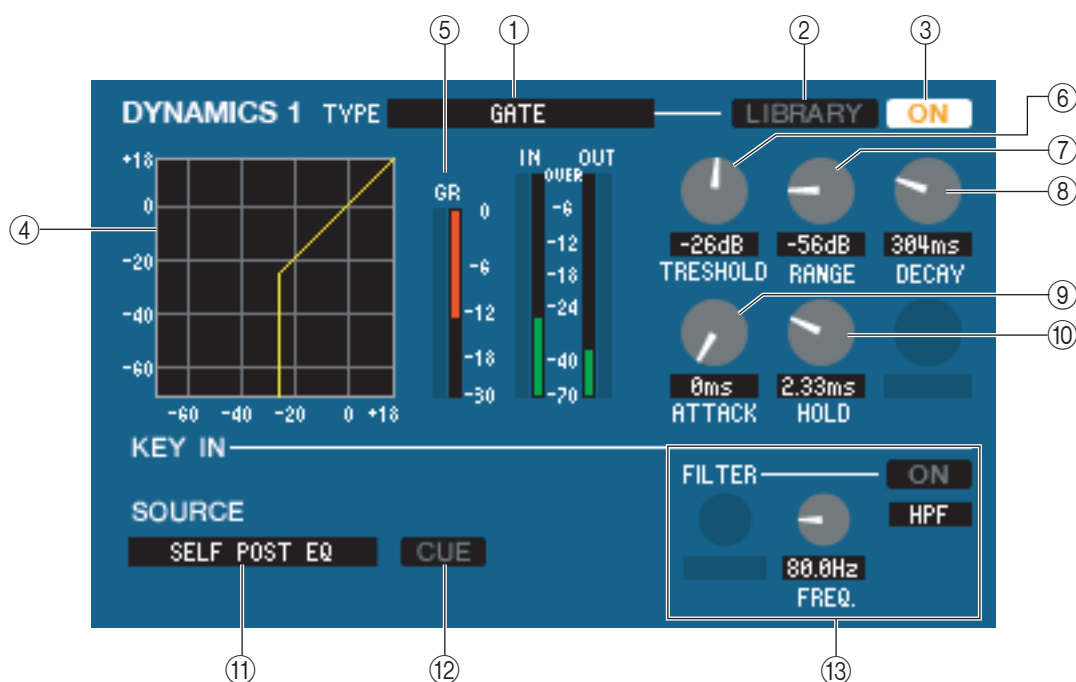 ⑤ ① ② ③
DYNAMICS 1 TYPE GATE LIBRARY ON
⑥
⑦
⑧
④
+18
0
-20
-40
-60
-60 -40 -20 0 +18
GR
0
-6
-12
-18
-30
IN OUT
OVER
-6
-12
-18
-24
-40
-70
-26dB -56dB 304ms
TRESHOLD RANGE DECAY
⑨
⑩
0ms 2.33ms
ATTACK HOLD
KEY IN
SOURCE
SELF POST EQ CUE
FILTER ON
HPF
80.0Hz
FREQ.
⑪ ⑫ ⑬